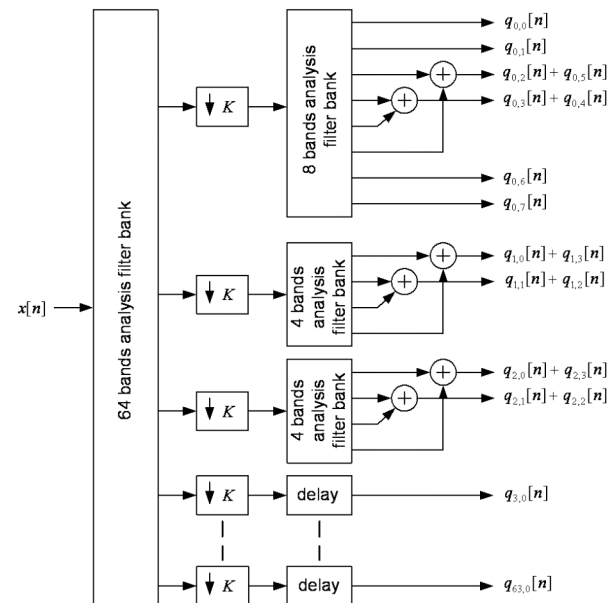 x[n]
64 bands analysis filter bank
↓ K
8 bands analysis
filter bank
q0,0[n]
q0,1[n]
q0,2[n] + q0,5[n]
q0,3[n] + q0,4[n]
q0,6[n]
q0,7[n]
↓ K
4 bands
analysis
filter bank
q1,0[n] + q1,3[n]
q1,1[n] + q1,2[n]
↓ K
4 bands
analysis
filter bank
q2,0[n] + q2,3[n]
q2,1[n] + q2,2[n]
↓ K
delay
q3,0[n]
↓ K
delay
q63,0[n]